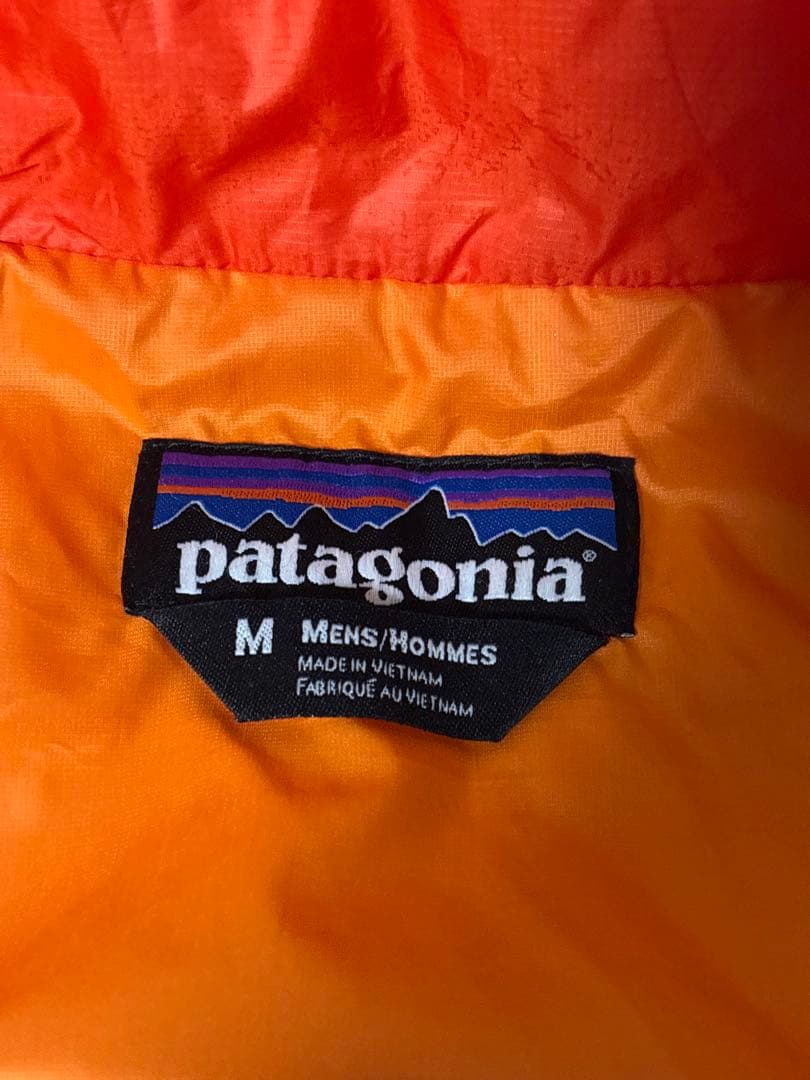 patagonia®
M MENS/HOMMES
MADE IN VIETNAM
FABRIQUÉ AU VIETNAM